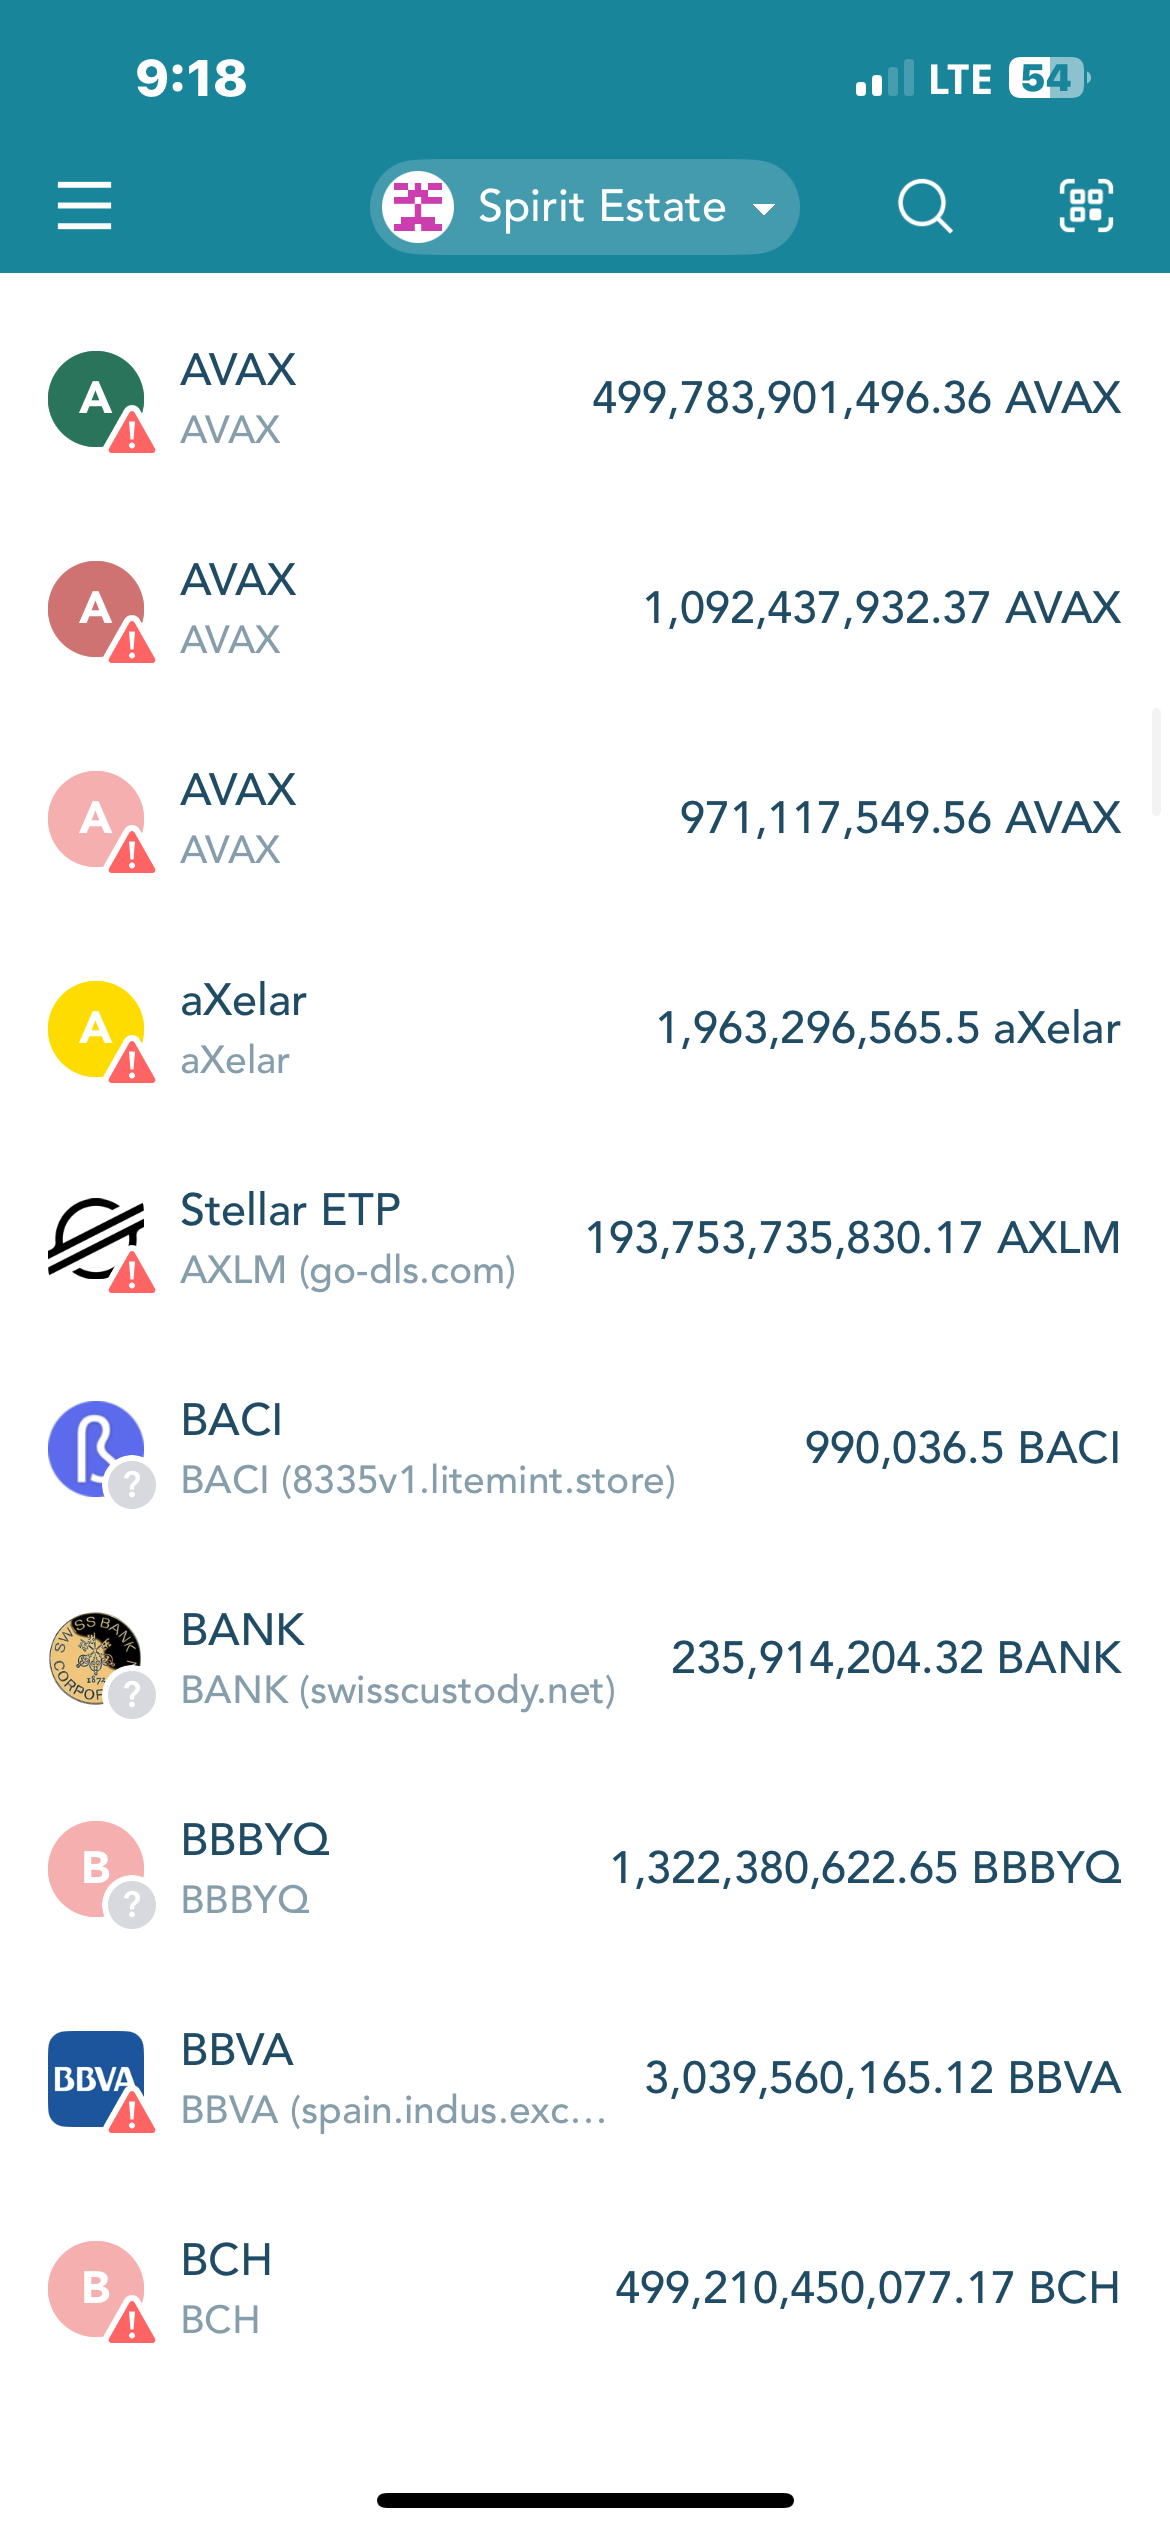 9:18
LTE 54
Spirit Estate
A
AVAX
AVAX
499,783,901,496.36 AVAX
A
AVAX
AVAX
1,092,437,932.37 AVAX
A
AVAX
AVAX
971,117,549.56 AVAX
A
aXelar
aXelar
1,963,296,565.5 aXelar
Stellar ETP
AXLM (go-dls.com)
193,753,735,830.17 AXLM
BACI
BACI (8335v1.litemint.store)
990,036.5 BACI
SWISS BANK
1872
BANK
BANK (swisscustody.net)
235,914,204.32 BANK
B
BBBYQ
BBBYQ
1,322,380,622.65 BBBYQ
BBVA
BBVA
BBVA (spain.indus.exc...
3,039,560,165.12 BBVA
B
BCH
BCH
499,210,450,077.17 BCH